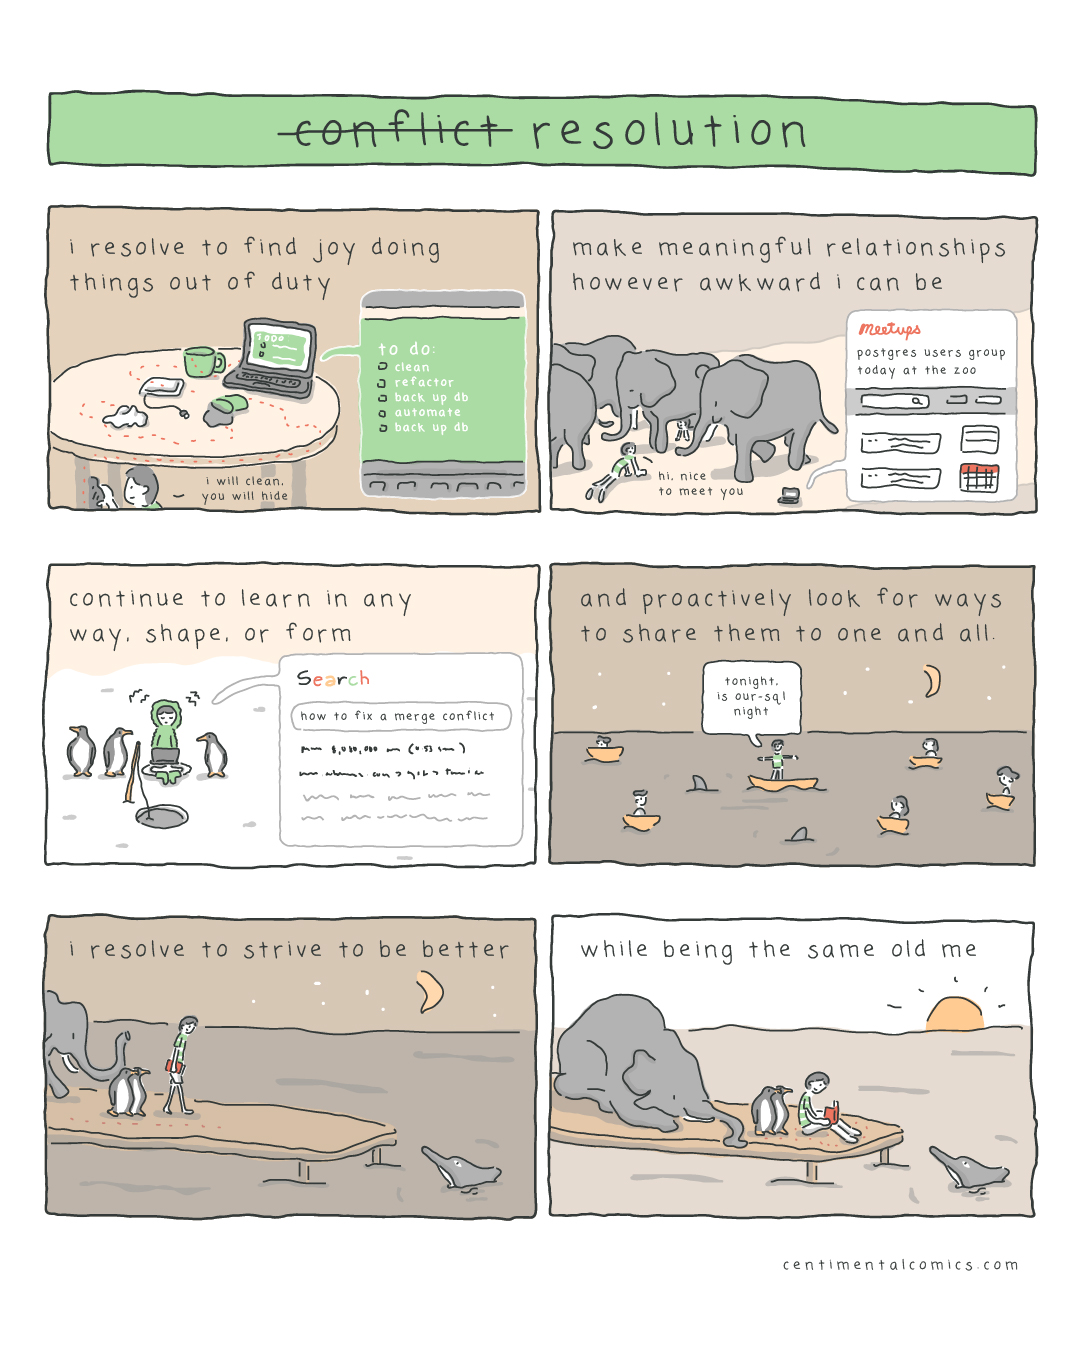 conflict resolution
i resolve to find joy doing
things out of duty
to do:
clean
refactor
back up db
automate
back up db
i will clean,
you will hide
make meaningful relationships
however awkward i can be
meetups
postgres users group
today at the zoo
hi, nice
to meet you
continue to learn in any
way, shape, or form
Search
how to fix a merge conflict
and proactively look for ways
to share them to one and all.
tonight,
is our-sql
night
i resolve to strive to be better
while being the same old me
centimentalcomics.com